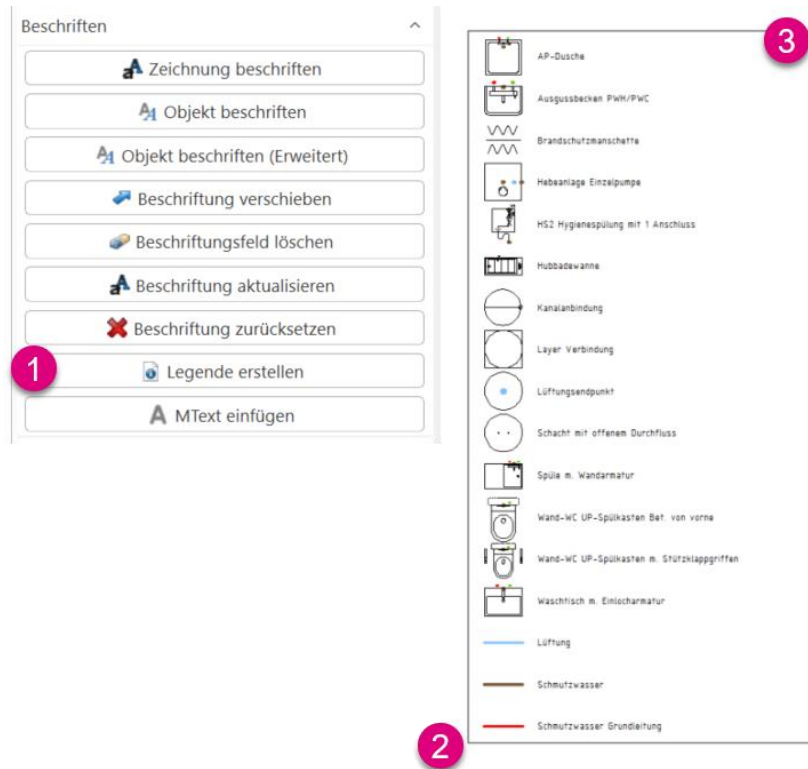 Beschriften
Zeichnung beschriften
Objekt beschriften
Objekt beschriften (Erweitert)
Beschriftung verschieben
Beschriftungsfeld löschen
Beschriftung aktualisieren
Beschriftung zurücksetzen
1
Legende erstellen
MText einfügen
3
AP-Dusche
Ausgussbecken PWH/PWC
Brandschutzmanschette
Hebeanlage Einzelpumpe
HS2 Hygienespülung mit 1 Anschluss
Hubbadewanne
Kanalanbindung
Layer Verbindung
Lüftungsendpunkt
Schacht mit offenem Durchfluss
Spüle m. Wandarmatur
Wand-WC UP-Spülkasten Bet. von vorne
Wand-WC UP-Spülkasten m. Stützklappgriffen
Waschtisch m. Einlocharmatur
Lüftung
Schmutzwasser
Schmutzwasser Grundleitung
2